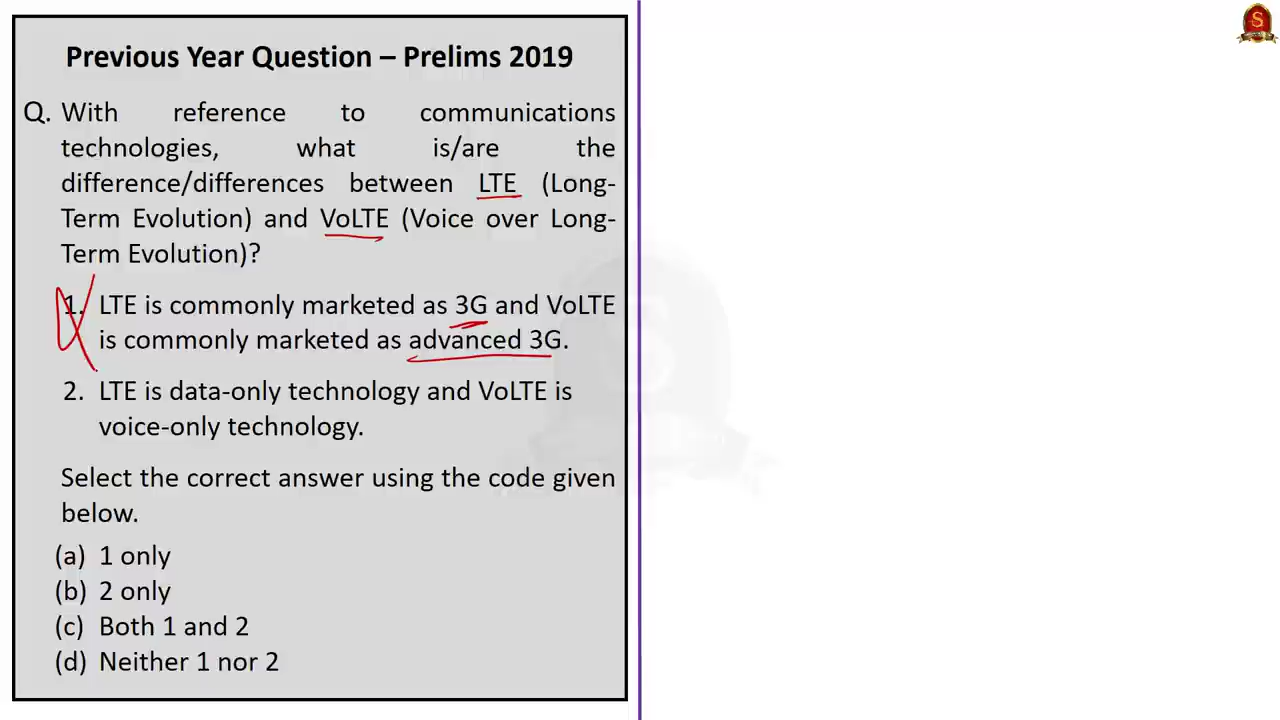 Previous Year Question – Prelims 2019
Q. With reference to communications
technologies, what is/are the
difference/differences between LTE (Long-
Term Evolution) and VoLTE (Voice over Long-
Term Evolution)?
1. LTE is commonly marketed as 3G and VoLTE
is commonly marketed as advanced 3G.
2. LTE is data-only technology and VoLTE is
voice-only technology.
Select the correct answer using the code given
below.
(a) 1 only
(b) 2 only
(c) Both 1 and 2
(d) Neither 1 nor 2
S